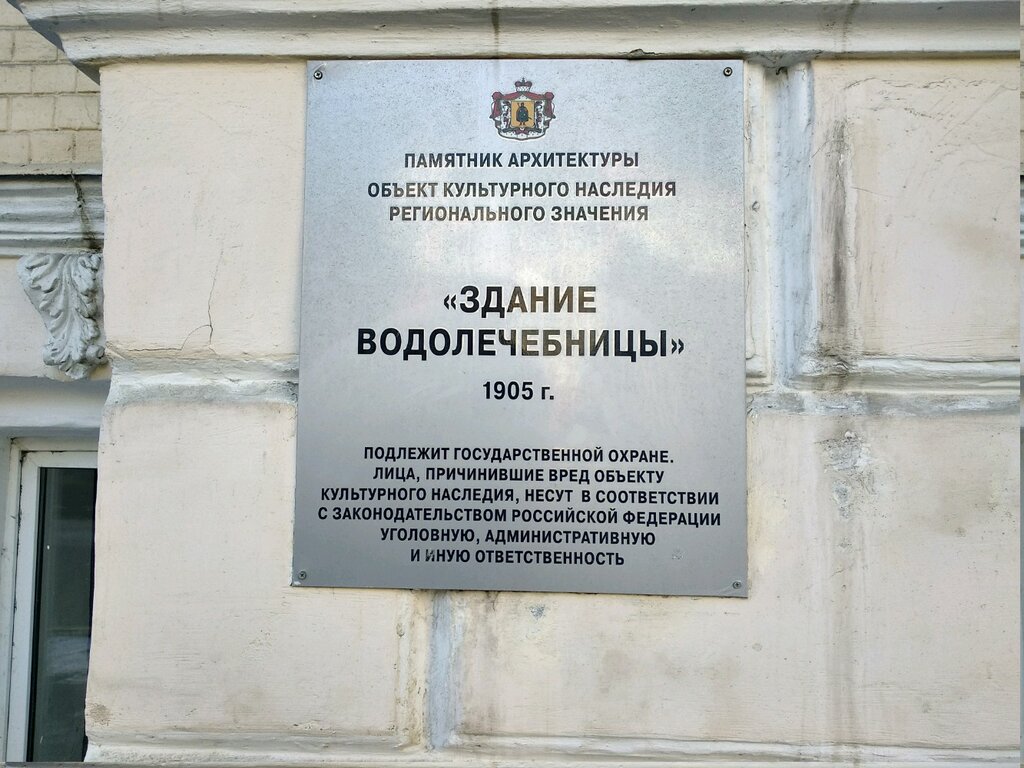 ПАМЯТНИК АРХИТЕКТУРЫ
ОБЪЕКТ КУЛЬТУРНОГО НАСЛЕДИЯ
РЕГИОНАЛЬНОГО ЗНАЧЕНИЯ
«ЗДАНИЕ
ВОДОЛЕЧЕБНИЦЫ»
1905 г.
ПОДЛЕЖИТ ГОСУДАРСТВЕННОЙ ОХРАНЕ.
ЛИЦА, ПРИЧИНИВШИЕ ВРЕД ОБЪЕКТУ
КУЛЬТУРНОГО НАСЛЕДИЯ, НЕСУТ В СООТВЕТСТВИИ
С ЗАКОНОДАТЕЛЬСТВОМ РОССИЙСКОЙ ФЕДЕРАЦИИ
УГОЛОВНУЮ, АДМИНИСТРАТИВНУЮ
И ИНУЮ ОТВЕТСТВЕННОСТЬ